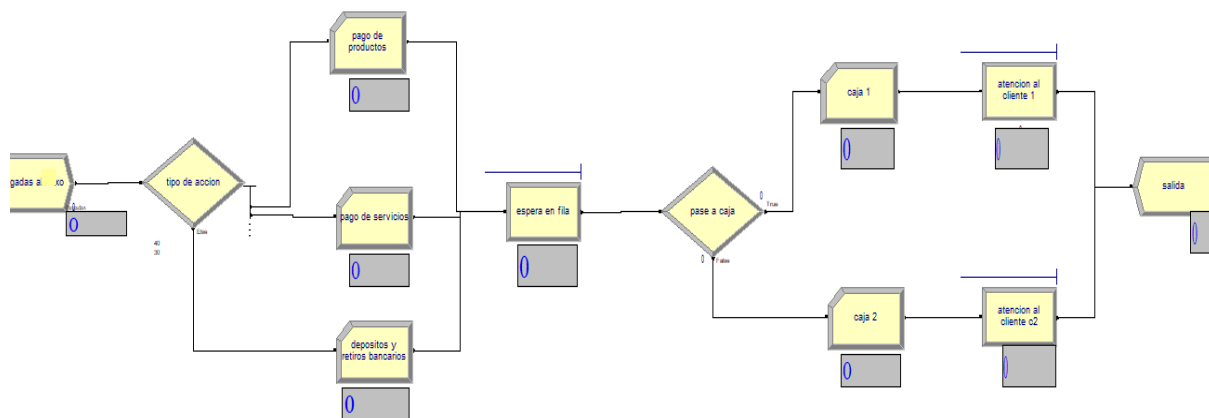 pago de
productos
0
gadas a
xo
0
tipo de accion
Else
40
30
0
pago de servicios
0
depositos y
retiros bancarios
0
espera en fila
0
pase a caja
0
True
0
False
caja 1
0
atencion al
cliente 1
0
caja 2
0
atencion al
cliente c2
0
salida
0